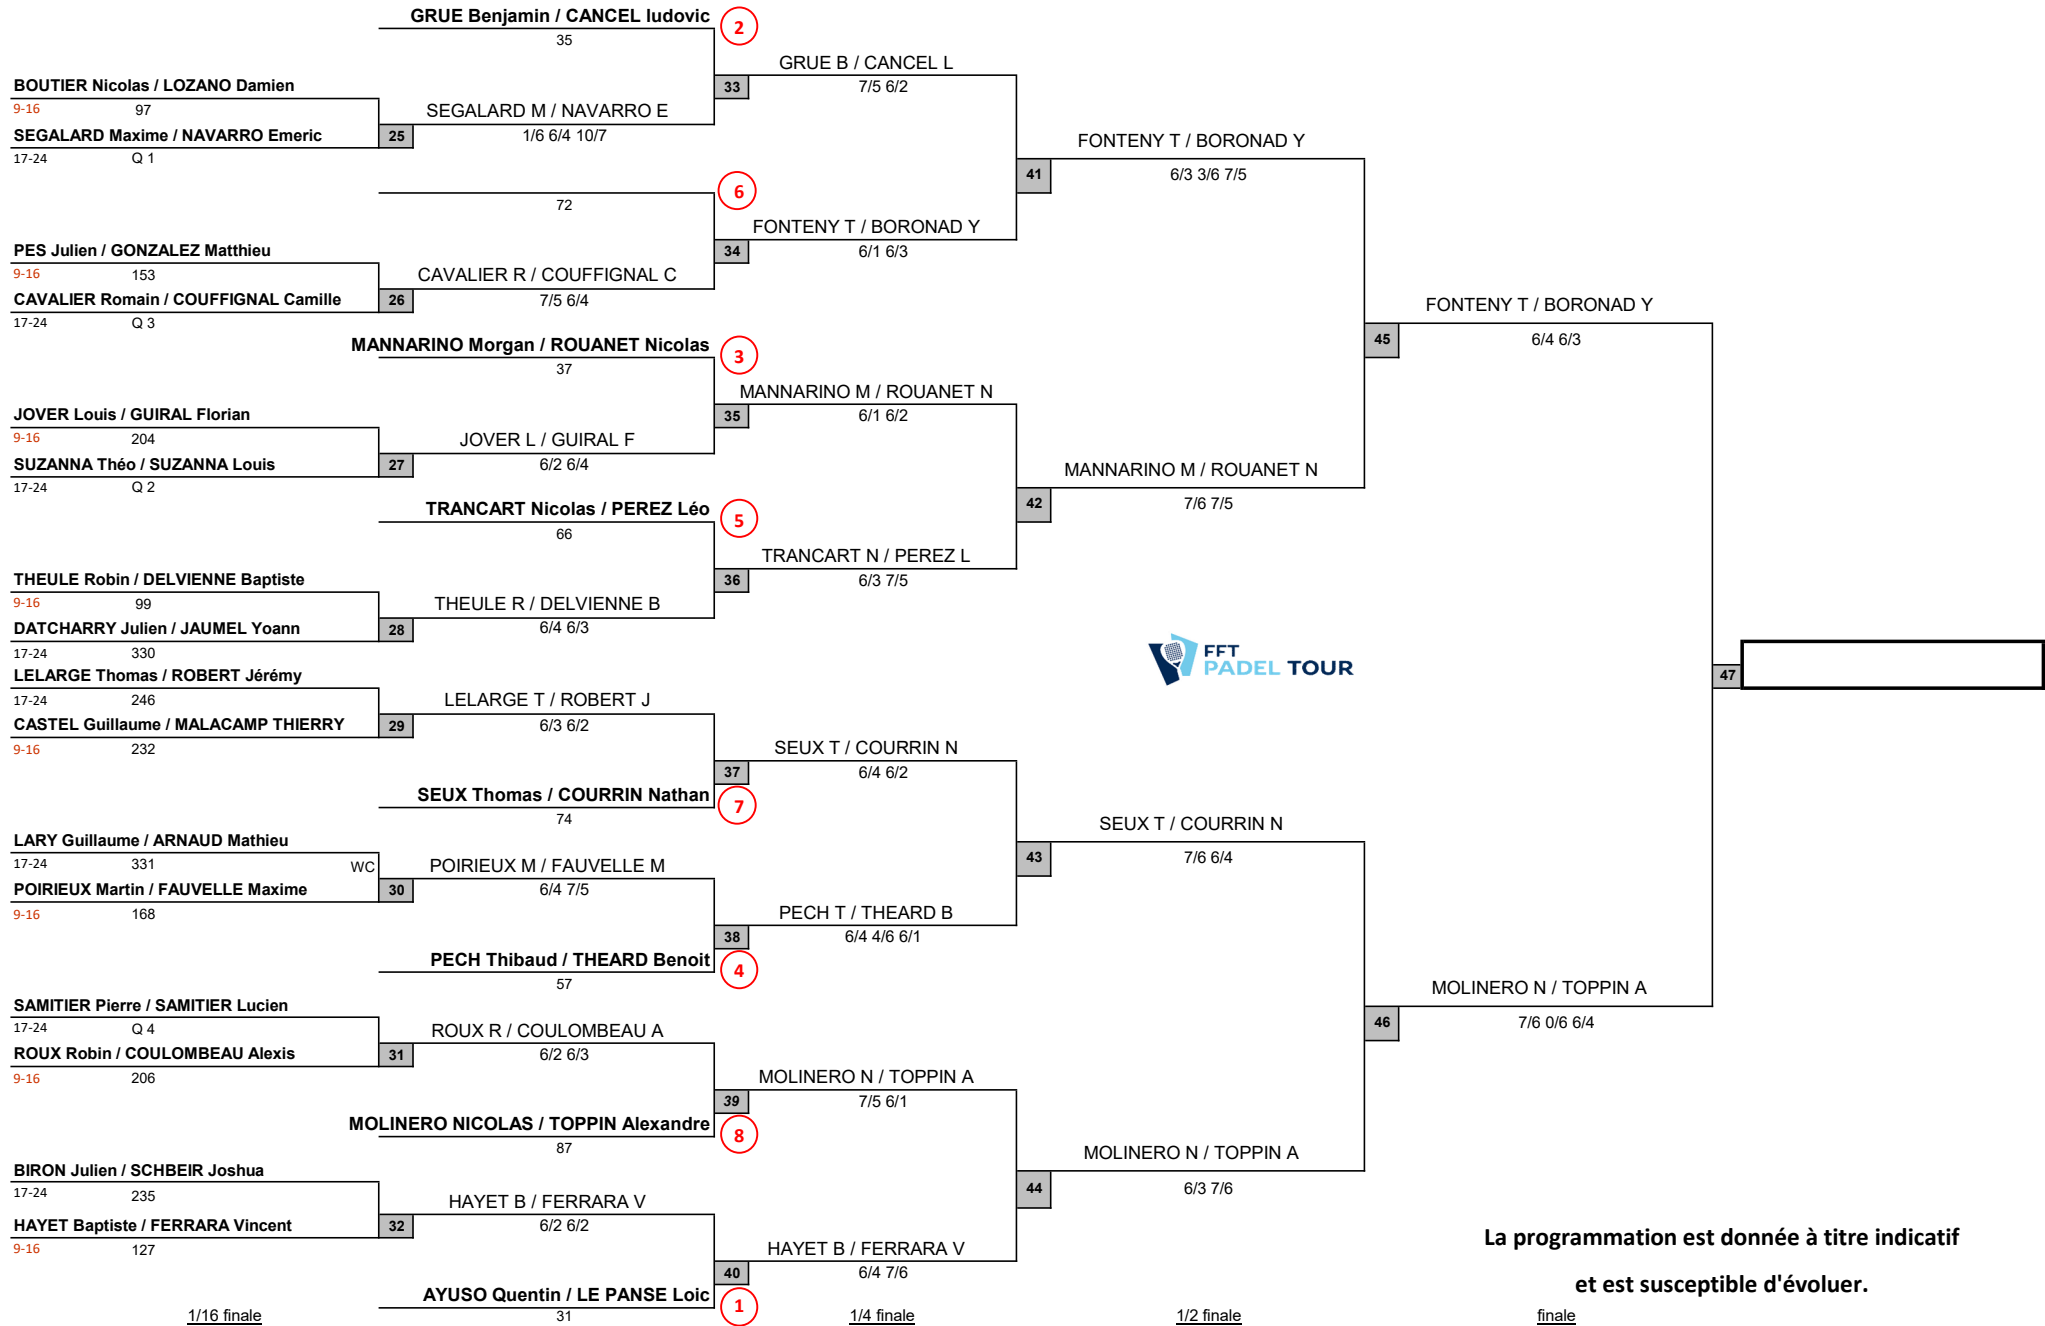 GRUE Benjamin / CANCEL ludovic
2
35
GRUE B / CANCEL L
BOUTIER Nicolas / LOZANO Damien
33
7/5 6/2
9-16
97
SEGALARD M / NAVARRO E
SEGALARD Maxime / NAVARRO Emeric
25
1/6 6/4 10/7
FONTENY T / BORONAD Y
17-24
Q 1
41
6/3 3/6 7/5
6
72
FONTENY T / BORONAD Y
PES Julien / GONZALEZ Matthieu
34
6/1 6/3
9-16
153
CAVALIER R / COUFFIGNAL C
CAVALIER Romain / COUFFIGNAL Camille
26
7/5 6/4
FONTENY T / BORONAD Y
17-24
Q 3
MANNARINO Morgan / ROUANET Nicolas
3
45
6/4 6/3
37
MANNARINO M / ROUANET N
JOVER Louis / GUIRAL Florian
35
6/1 6/2
9-16
204
JOVER L / GUIRAL F
SUZANNA Théo / SUZANNA Louis
27
6/2 6/4
MANNARINO M / ROUANET N
17-24
Q 2
42
7/6 7/5
TRANCART Nicolas / PEREZ Léo
5
66
TRANCART N / PEREZ L
THEULE Robin / DELVIENNE Baptiste
36
6/3 7/5
9-16
99
THEULE R / DELVIENNE B
DATCHARRY Julien / JAUMEL Yoann
28
6/4 6/3
17-24
330
FFT
PADEL TOUR
47
LELARGE Thomas / ROBERT Jérémy
17-24
246
LELARGE T / ROBERT J
CASTEL Guillaume / MALACAMP THIERRY
29
6/3 6/2
9-16
232
SEUX T / COURRIN N
37
6/4 6/2
SEUX Thomas / COURRIN Nathan
7
74
SEUX T / COURRIN N
LARY Guillaume / ARNAUD Mathieu
43
7/6 6/4
17-24
331
WC
POIRIEUX M / FAUVELLE M
POIRIEUX Martin / FAUVELLE Maxime
30
6/4 7/5
9-16
168
PECH T / THEARD B
38
6/4 4/6 6/1
PECH Thibaud / THEARD Benoit
4
57
MOLINERO N / TOPPIN A
SAMITIER Pierre / SAMITIER Lucien
46
7/6 0/6 6/4
17-24
Q 4
ROUX R / COULOMBEAU A
ROUX Robin / COULOMBEAU Alexis
31
6/2 6/3
9-16
206
MOLINERO N / TOPPIN A
39
7/5 6/1
MOLINERO NICOLAS / TOPPIN Alexandre
8
87
MOLINERO N / TOPPIN A
BIRON Julien / SCHBEIR Joshua
44
6/3 7/6
17-24
235
HAYET B / FERRARA V
HAYET Baptiste / FERRARA Vincent
32
6/2 6/2
9-16
127
HAYET B / FERRARA V
40
6/4 7/6
AYUSO Quentin / LE PANSE Loic
1
31
La programmation est donnée à titre indicatif
et est susceptible d'évoluer.
1/16 finale
1/4 finale
1/2 finale
finale